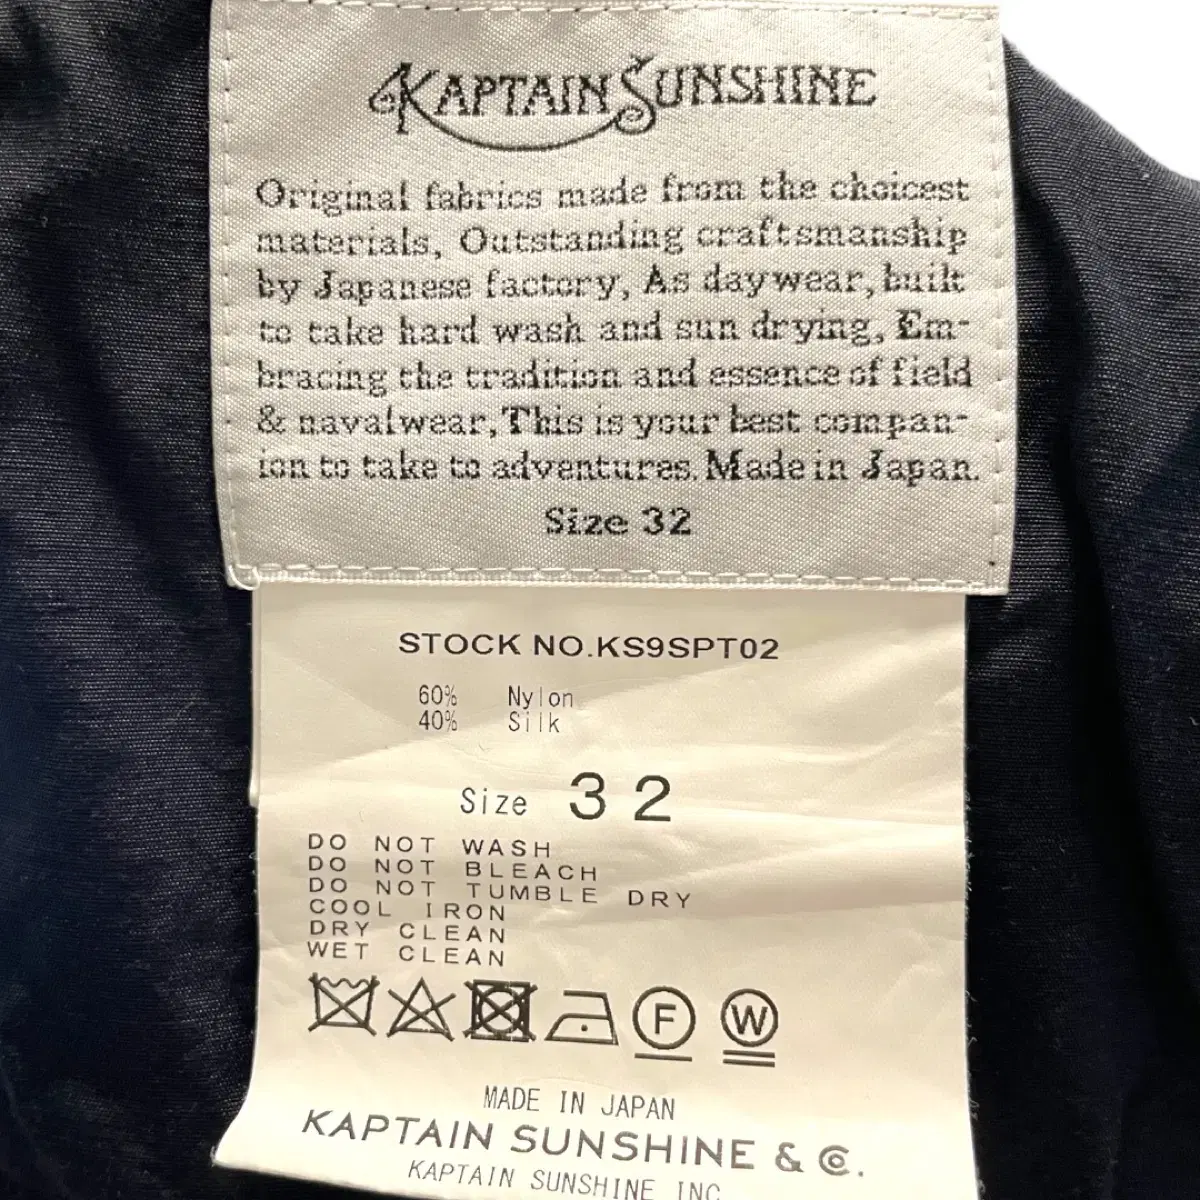 KAPTAIN SUNSHINE
Original fabrics made from the choicest
materials, Outstanding craftsmanship
by Japanese factory, As daywear, built
to take hard wash and sun drying, Em-
bracing the tradition and essence of field
& navalwear, This is your best compan-
ion to take to adventures. Made in Japan.
Size 32
STOCK NO.KS9SPT02
60% Nylon
40% Silk
Size 32
DO NOT WASH
DO NOT BLEACH
DO NOT TUMBLE DRY
COOL IRON
DRY CLEAN
WET CLEAN
F W
MADE IN JAPAN
KAPTAIN SUNSHINE & Co.
KAPTAIN SUNSHINE INC